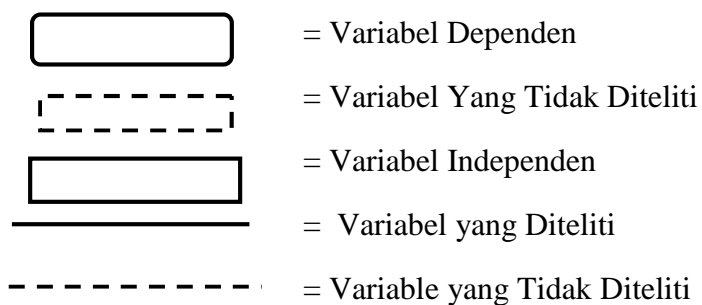 = Variabel Dependen
= Variabel Yang Tidak Diteliti
= Variabel Independen
= Variabel yang Diteliti
= Variable yang Tidak Diteliti